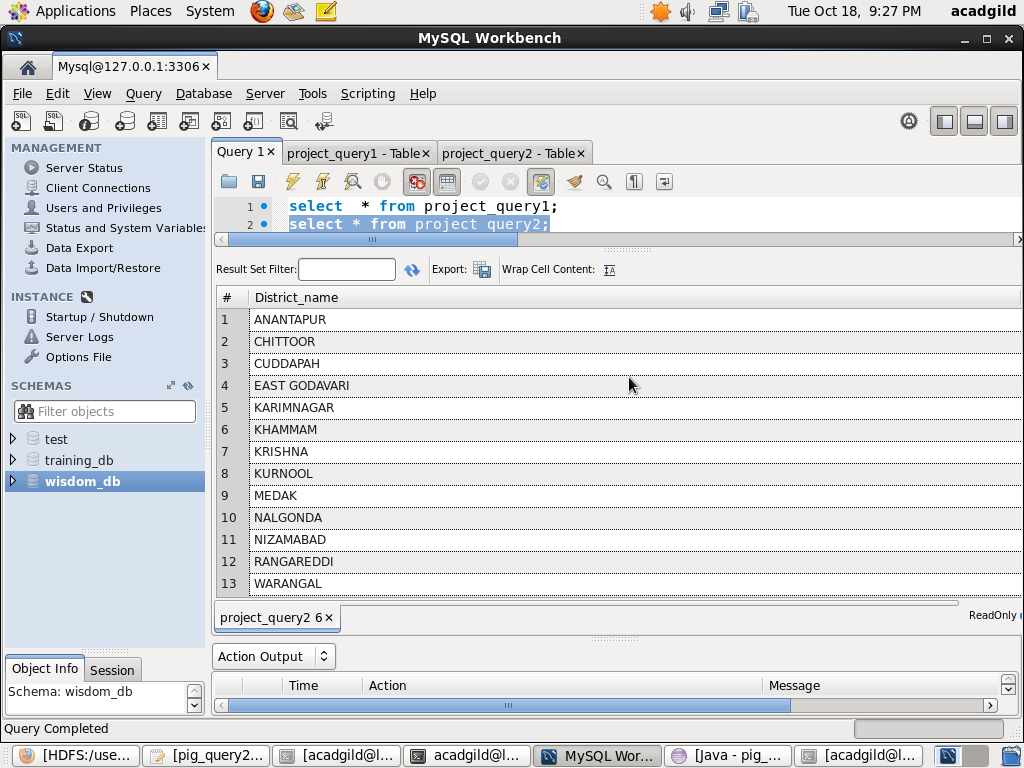 Applications Places System Tue Oct 18, 9:27 PM acadgild
MySQL Workbench
Mysql@127.0.0.1:3306
File Edit View Query Database Server Tools Scripting Help
MANAGEMENT
Server Status
Client Connections
Users and Privileges
Status and System Variables
Data Export
Data Import/Restore
INSTANCE
Startup / Shutdown
Server Logs
Options File
SCHEMAS
Filter objects
test
training_db
wisdom_db
Object Info Session
Schema: wisdom_db
Query 1 project_query1 - Table project_query2 - Table
1 select * from project_query1;
2 select * from project_query2;
Result Set Filter: Export: Wrap Cell Content:
# District_name
1 ANANTAPUR
2 CHITTOOR
3 CUDDAPAH
4 EAST GODAVARI
5 KARIMNAGAR
6 KHAMMAM
7 KRISHNA
8 KURNOOL
9 MEDAK
10 NALGONDA
11 NIZAMABAD
12 RANGAREDDI
13 WARANGAL
project_query2 6 ReadOnly
Action Output
Time Action Message
Query Completed
[HDFS:/use... [pig_query2... [acadgild@l... acadgild@l... MySQL Wor... [Java - pig_... [acadgild@l...